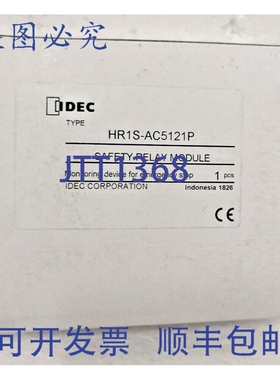 盗图必究
IDEC
TYPE
HR1S-AC5121P
SAFETY RELAY MODULE
JTT1368
Monitoring device for emergency stop 1 pcs
IDEC CORPORATION Indonesia 1826
CE
可开发票 顺丰包邮